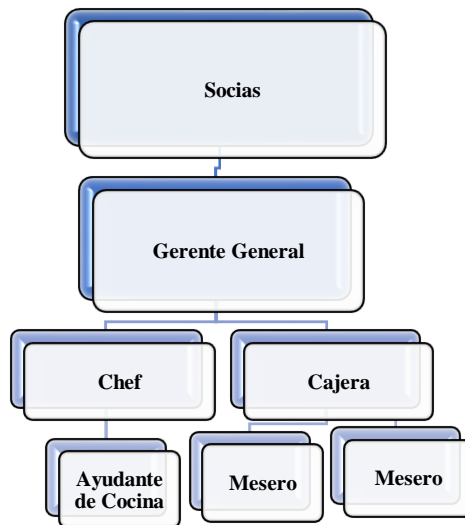 Socias
Gerente General
Chef
Cajera
Ayudante
de Cocina
Mesero
Mesero